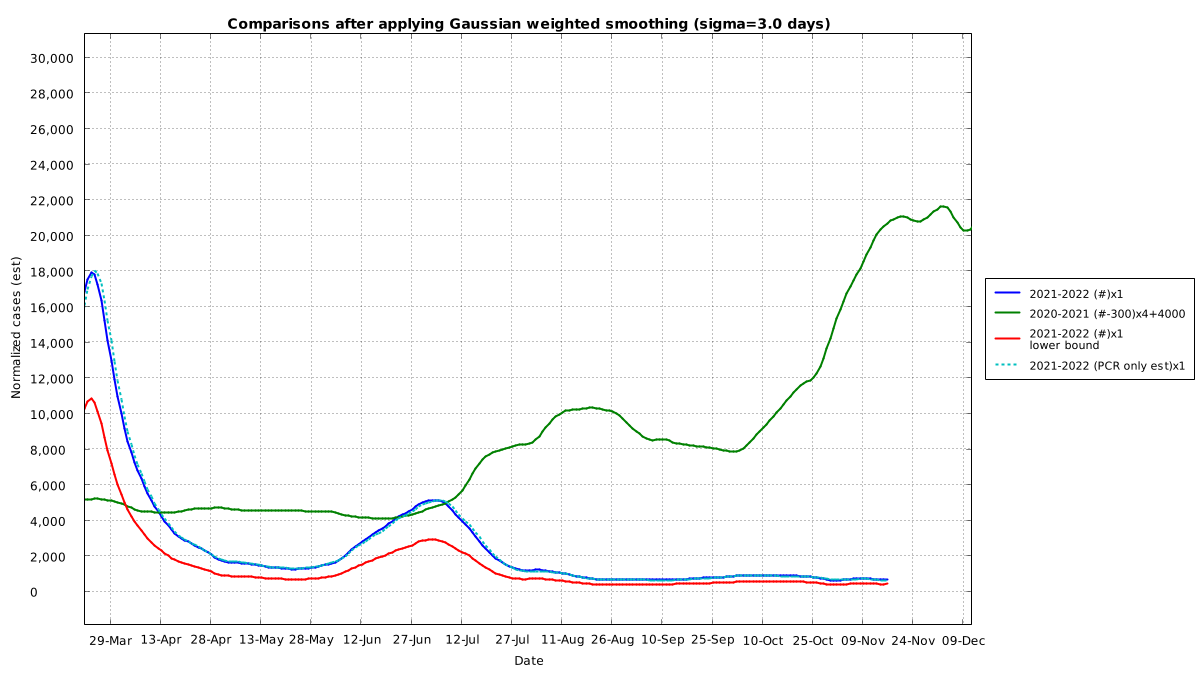 Comparisons after applying Gaussian weighted smoothing (sigma=3.0 days)
Normalized cases (est)
30,000
28,000
26,000
24,000
22,000
20,000
18,000
16,000
14,000
12,000
10,000
8,000
6,000
4,000
2,000
0
29-Mar 13-Apr 28-Apr 13-May 28-May 12-Jun 27-Jun 12-Jul 27-Jul 11-Aug 26-Aug 10-Sep 25-Sep 10-Oct 25-Oct 09-Nov 24-Nov 09-Dec
Date
2021-2022 (#)x1
2020-2021 (#-300)x4+4000
2021-2022 (#)x1
lower bound
2021-2022 (PCR only est)x1